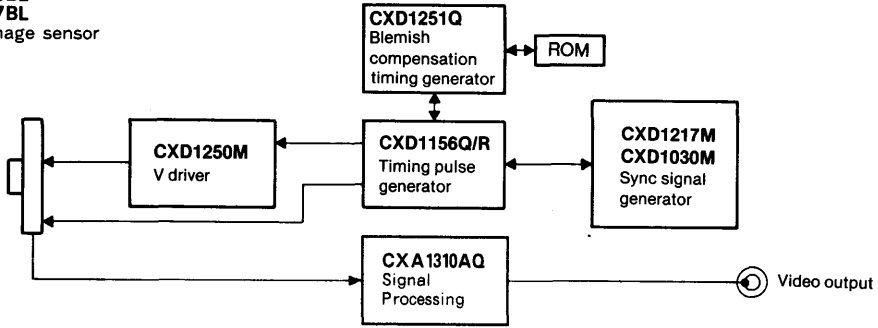 7BL
CXD1251Q
Blemish
compensation
timing generator
ROM
CXD1250M
V driver
CXD1156Q/R
Timing pulse
generator
CXD1217M
CXD1030M
Sync signal
generator
CXA1310AQ
Signal
Processing
Video output
sensor